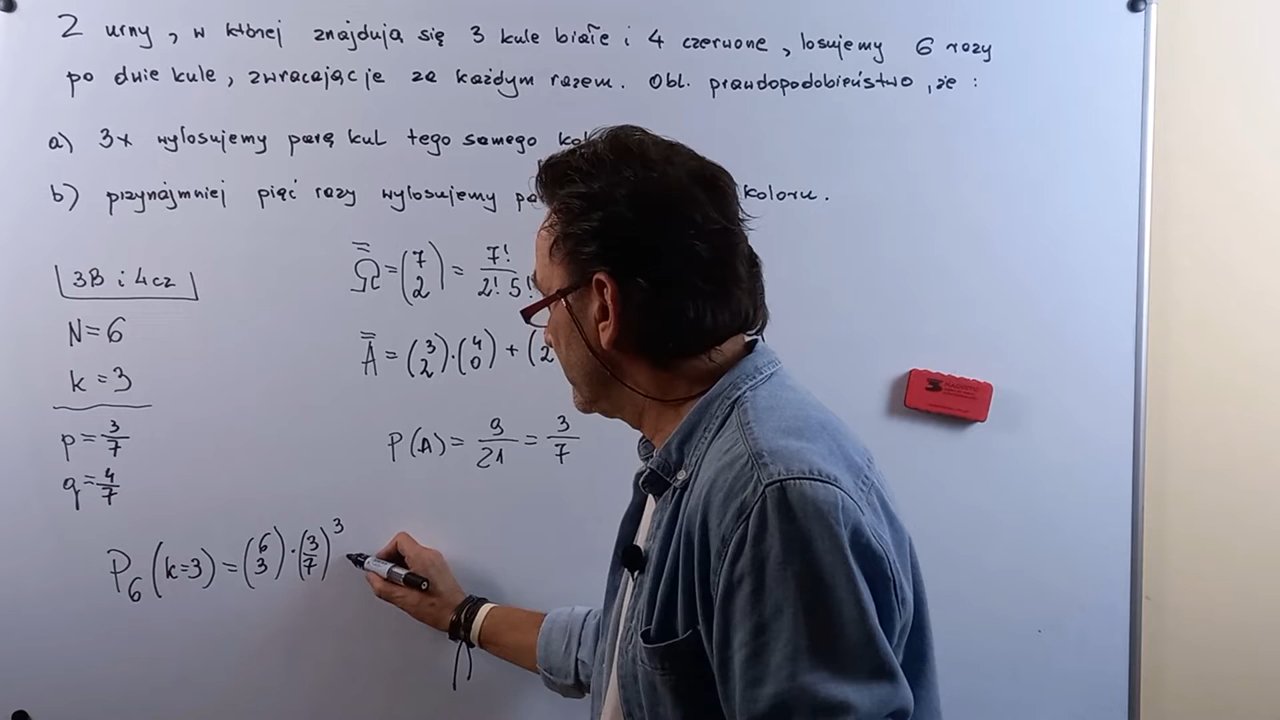 Z urny, w której znajdują się 3 kule białe i 4 czerwone, losujemy 6 razy
po dwie kule, zwracając je za każdym razem. Obl. prawdopodobieństwo, że:
a) 3x wylosujemy parę kul tego samego
b) przynajmniej pięć razy wylosujemy koloru.
3B i 4cz
N=6
k=3
p=3/7
q=4/7
Ω̿=(7 2)=7!/2!5!
A̿=(3 2)·(4 0)+(2
P(A)=9/21=3/7
P₆(k=3)=(6 3)·(3/7)³